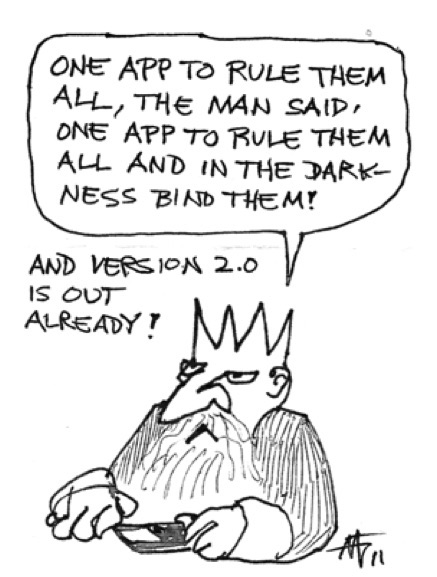 ONE APP TO RULE THEM
ALL, THE MAN SAID,
ONE APP TO RULE THEM
ALL AND IN THE DARK-
NESS BIND THEM!
AND VERSION 2.0
IS OUT
ALREADY!
11